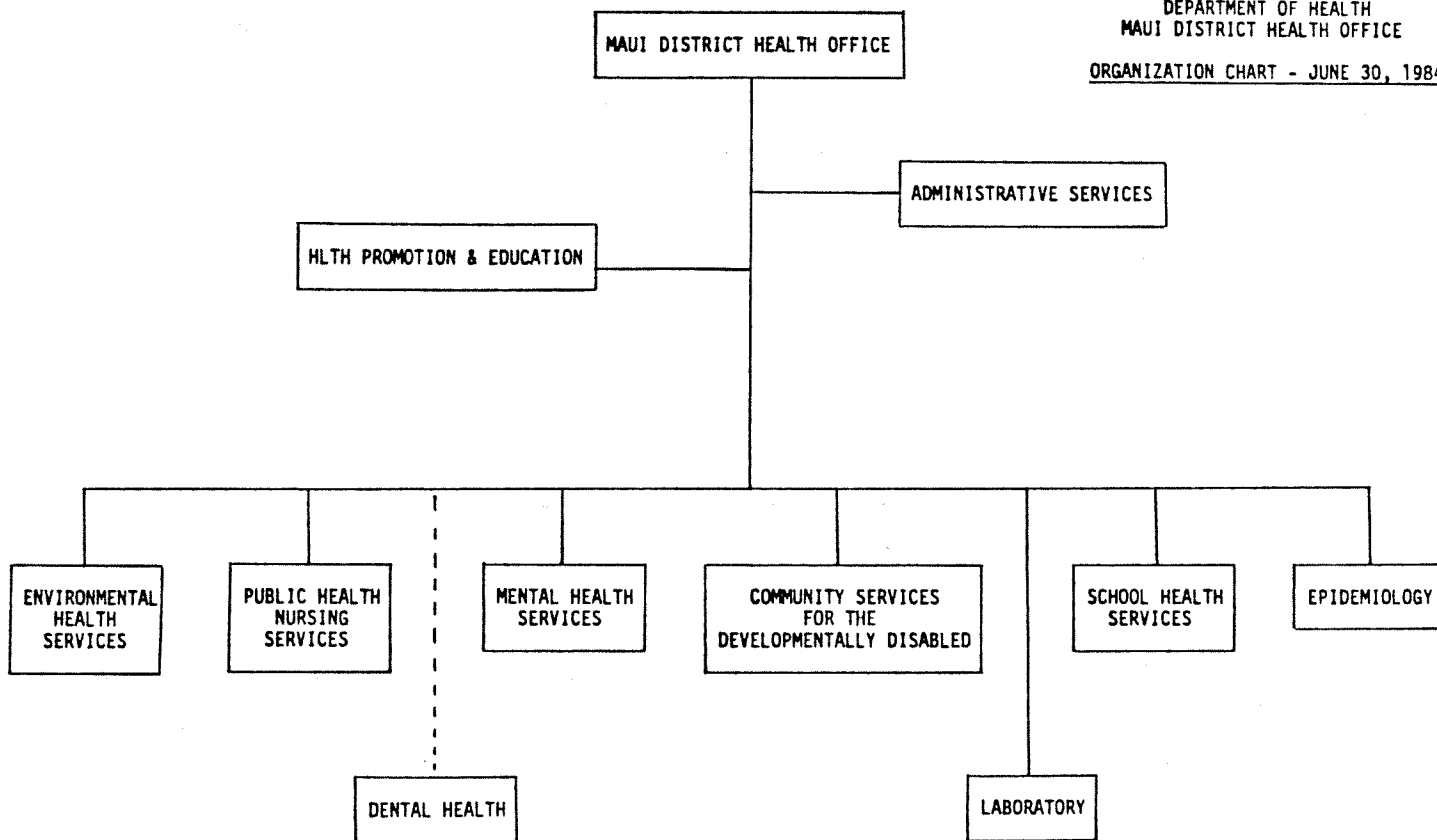 DEPARTMENT OF HEALTH
MAUI DISTRICT HEALTH OFFICE
ORGANIZATION CHART - JUNE 30, 1984
MAUI DISTRICT HEALTH OFFICE
ADMINISTRATIVE SERVICES
HLTH PROMOTION & EDUCATION
ENVIRONMENTAL
HEALTH
SERVICES
PUBLIC HEALTH
NURSING
SERVICES
MENTAL HEALTH
SERVICES
COMMUNITY SERVICES
FOR THE
DEVELOPMENTALLY DISABLED
SCHOOL HEALTH
SERVICES
EPIDEMIOLOGY
DENTAL HEALTH
LABORATORY